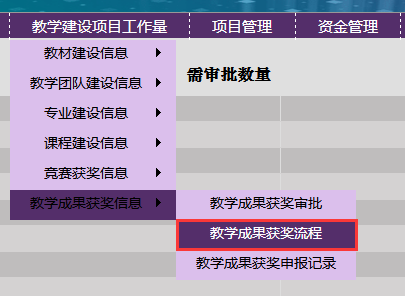 教学建设项目工作量 项目管理 资金管理
教材建设信息
教学团队建设信息 需审批数量
专业建设信息
课程建设信息
竞赛获奖信息
教学成果获奖信息 教学成果获奖审批
教学成果获奖流程
教学成果获奖申报记录